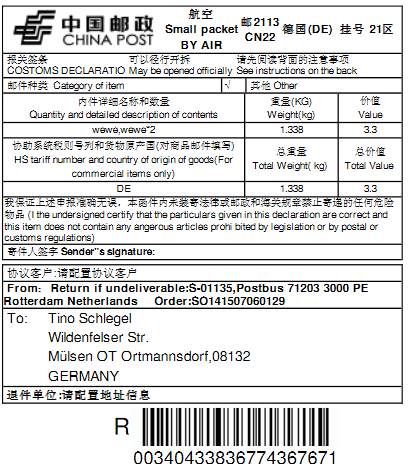 中国邮政
CHINA POST
航空
Small packet
BY AIR
邮2113
CN22
德国(DE) 挂号 21区
报关签条 可以径行开拆 请先阅读背面的注意事项
COSTOMS DECLARATIO May be opened officially See instructions on the back
邮件种类 Category of item √ 其他 Other
内件详细名称和数量 重量(KG) 价值
Quantity and detailed description of contents Weight(kg) Value
wewe,wewe*2 1.338 3.3
协助系统税则号列和货物原产国(对商品邮件填写) 总重量 总价值
HS tariff number and country of origin of goods(For commercial items only) Total Weight( kg) Total Value
DE 1.338 3.3
我保证上述申报准确无误，本函件内未装寄法律或邮政和海关规章禁止寄递的任何危险
物品 (I the undersigned certify that the particulars given in this declaration are correct and
this item does not contain any angerous articles prohi bited by legislation or by postal or
customs regulations)
寄件人签字 Sender"s signature:
协议客户:请配置协议客户
From: Return if undeliverable:S-01135,Postbus 71203 3000 PE
Rotterdam Netherlands Order:SO141507060129
To: Tino Schlegel
Wildenfelser Str.
Mülsen OT Ortmannsdorf,08132
GERMANY
退件单位:请配置地址信息
R
00340433836774367671